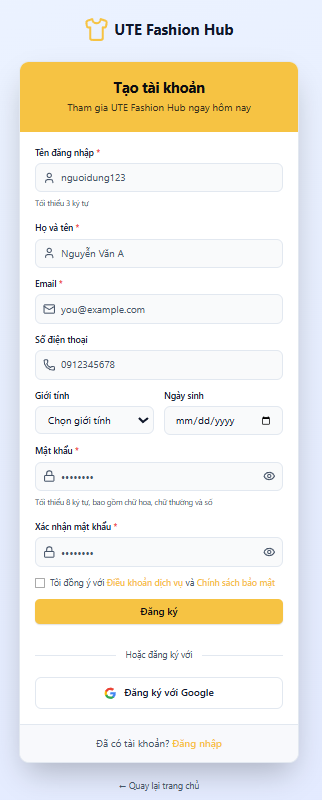 UTE Fashion Hub
Tạo tài khoản
Tham gia UTE Fashion Hub ngay hôm nay
Tên đăng nhập *
nguoidung123
Tối thiểu 3 ký tự
Họ và tên *
Nguyễn Văn A
Email *
you@example.com
Số điện thoại
0912345678
Giới tính Ngày sinh
Chọn giới tính mm/dd/yyyy
Mật khẩu *
••••••••
Tối thiểu 8 ký tự, bao gồm chữ hoa, chữ thường và số
Xác nhận mật khẩu *
••••••••
Tôi đồng ý với Điều khoản dịch vụ và Chính sách bảo mật
Đăng ký
Hoặc đăng ký với
Đăng ký với Google
Đã có tài khoản? Đăng nhập
← Quay lại trang chủ